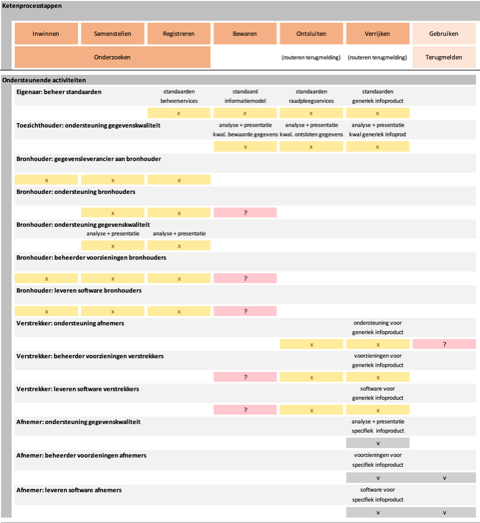 Ketenprocesstappen
Inwinnen Samenstellen Registreren Bewaren Ontsluiten Verrijken Gebruiken
Onderzoeken (routeren terugmelding) (routeren terugmelding) Terugmelden
Ondersteunende activiteiten
Eigenaar: beheer standaarden standaarden standaard standaarden standaarden
beheerservices informatiemodel raadpleegservices generiek infoproduct
x x x x
Toezichthouder: ondersteuning gegevenskwaliteit analyse + presentatie analyse + presentatie analyse + presentatie
kwal. bewaarde gegevens kwal. ontsloten gegevens kwal generiek infoprod
x x x
Bronhouder: gegevensleverancier aan bronhouder
x x x
Bronhouder: ondersteuning bronhouders
x x ?
Bronhouder: ondersteuning gegevenskwaliteit
analyse + presentatie analyse + presentatie
x x
Bronhouder: beheerder voorzieningen bronhouders
x x x ?
Bronhouder: leveren software bronhouders
x x x ?
Verstrekker: ondersteuning afnemers ondersteuning voor
generiek infoproduct
x x ?
Verstrekker: beheerder voorzieningen verstrekkers voorzieningen voor
generiek infoproduct
? x x
Verstrekker: leveren software verstrekkers software voor
generiek infoproduct
? x x
Afnemer: ondersteuning gegevenskwaliteit analyse + presentatie
specifiek infoproduct
v
Afnemer: beheerder voorzieningen afnemers voorzieningen voor
specifiek infoproduct
v v
Afnemer: leveren software afnemers software voor
specifiek infoproduct
v v